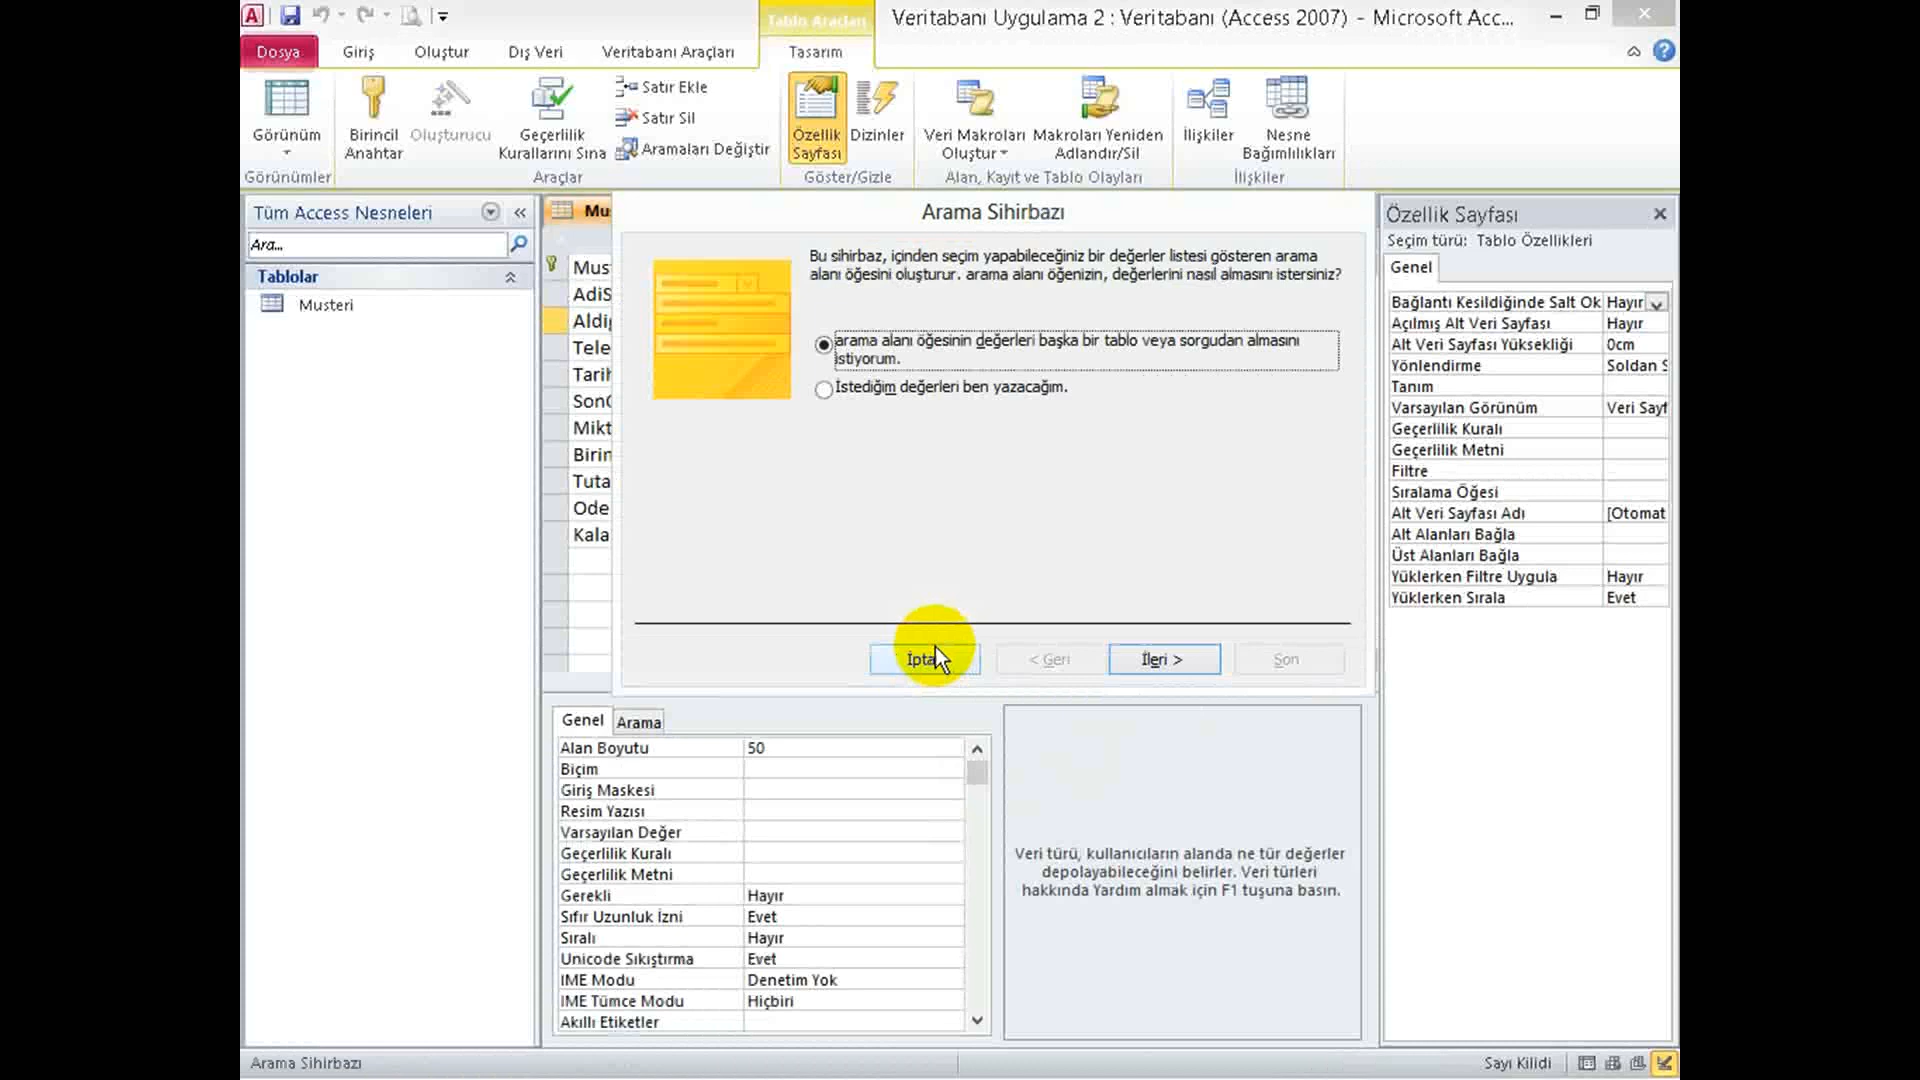 Tablo Araçları
Veritabanı Uygulama 2 : Veritabanı (Access 2007) - Microsoft Acc...
Dosya
Giriş
Oluştur
Dış Veri
Veritabanı Araçları
Tasarım
Görünüm
Birincil
Anahtar
Oluşturucu
Geçerlilik
Kurallarını Sına
Satır Ekle
Satır Sil
Aramaları Değiştir
Özellik
Sayfası
Dizinler
Veri Makroları
Oluştur
Makroları Yeniden
Adlandır/Sil
İlişkiler
Nesne
Bağımlılıkları
Görünümler
Araçlar
Göster/Gizle
Alan, Kayıt ve Tablo Olayları
İlişkiler
Tüm Access Nesneleri
Ara...
Tablolar
Musteri
Mu
Mus
AdiS
Aldi
Tele
Tarih
Son
Mikt
Birin
Tuta
Ode
Kala
Arama Sihirbazı
Bu sihirbaz, içinden seçim yapabileceğiniz bir değerler listesi gösteren arama
alanı öğesini oluşturur. arama alanı öğenizin, değerlerini nasıl almasını istersiniz?
arama alanı öğesinin değerleri başka bir tablo veya sorgudan almasını
istiyorum.
İstediğim değerleri ben yazacağım.
İpta
< Geri
İleri >
Son
Özellik Sayfası
Seçim türü: Tablo Özellikleri
Genel
Bağlantı Kesildiğinde Salt Ok Hayır
Açılmış Alt Veri Sayfası Hayır
Alt Veri Sayfası Yüksekliği 0cm
Yönlendirme Soldan S
Tanım
Varsayılan Görünüm Veri Sayf
Geçerlilik Kuralı
Geçerlilik Metni
Filtre
Sıralama Öğesi
Alt Veri Sayfası Adı [Otomat
Alt Alanları Bağla
Üst Alanları Bağla
Yüklerken Filtre Uygula Hayır
Yüklerken Sırala Evet
Genel
Arama
Alan Boyutu 50
Biçim
Giriş Maskesi
Resim Yazısı
Varsayılan Değer
Geçerlilik Kuralı
Geçerlilik Metni
Gerekli Hayır
Sıfır Uzunluk İzni Evet
Sıralı Hayır
Unicode Sıkıştırma Evet
IME Modu Denetim Yok
IME Tümce Modu Hiçbiri
Akıllı Etiketler
Veri türü, kullanıcıların alanda ne tür değerler
depolayabileceğini belirler. Veri türleri
hakkında Yardım almak için F1 tuşuna basın.
Arama Sihirbazı
Sayı Kilidi